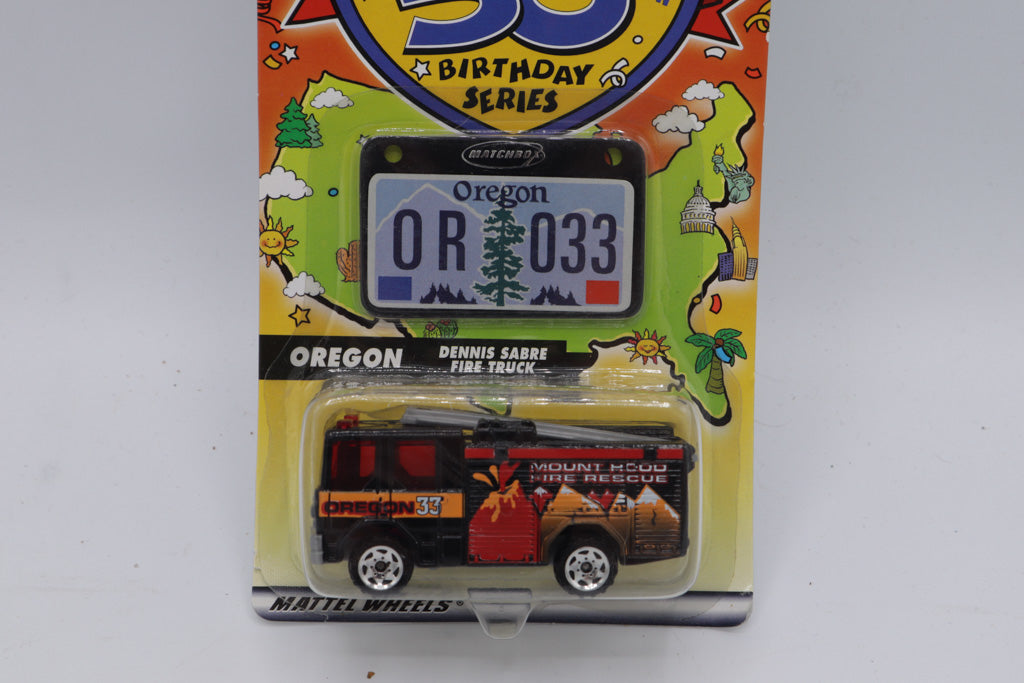 50
BIRTHDAY
SERIES
MATCHBOX
Oregon
OR 033
OREGON
DENNIS SABRE
FIRE TRUCK
MOUNT HOOD
FIRE RESCUE
OREGON 33
MATTEL WHEELS®